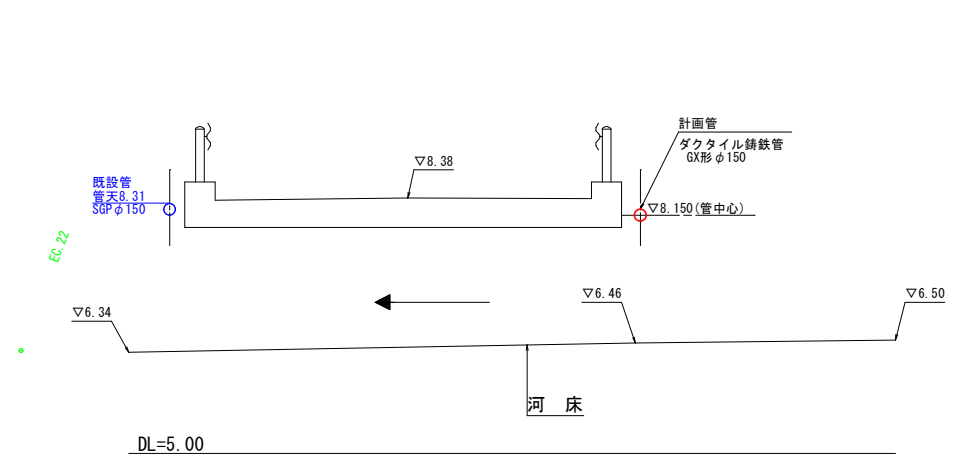 計画管
ダクタイル鋳鉄管
GX形φ150
▽8.38
既設管
管天8.31
SGPφ150
▽8.150(管中心)
EC.22
▽6.34
▽6.46
▽6.50
河 床
DL=5.00